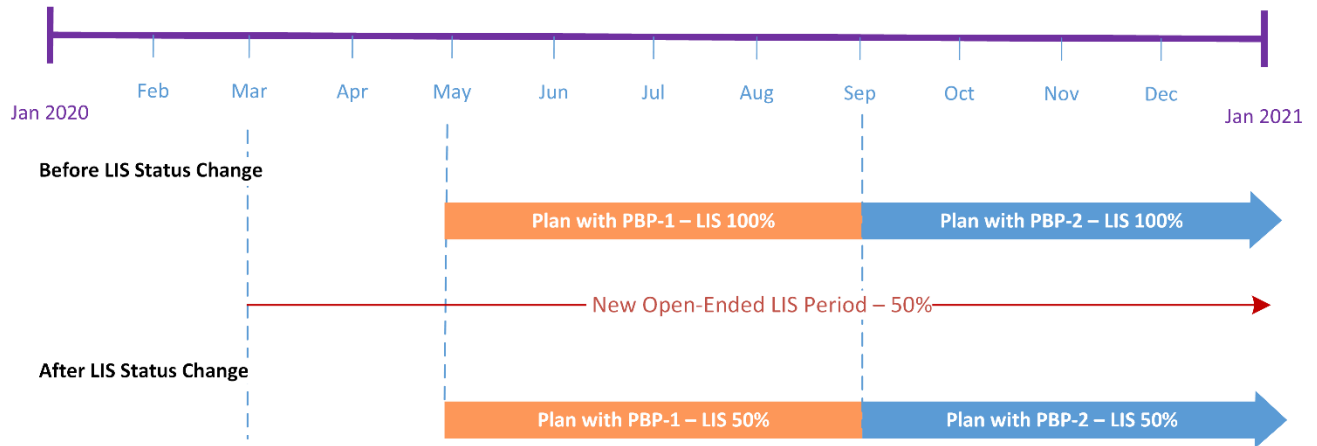 Feb Mar Apr May Jun Jul Aug Sep Oct Nov Dec
Jan 2020 Jan 2021
Before LIS Status Change
Plan with PBP-1 – LIS 100% Plan with PBP-2 – LIS 100%
New Open-Ended LIS Period – 50%
After LIS Status Change
Plan with PBP-1 – LIS 50% Plan with PBP-2 – LIS 50%